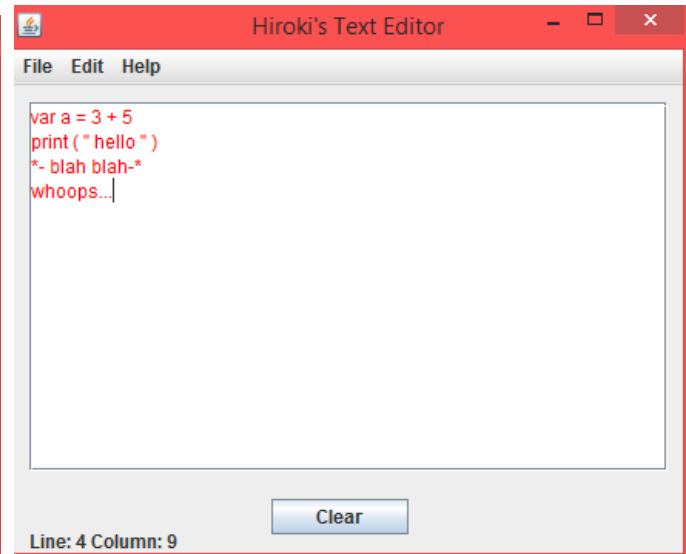 Hiroki's Text Editor
File Edit Help
var a = 3 + 5
print ( " hello " )
*- blah blah-*
whoops...
Clear
Line: 4 Column: 9